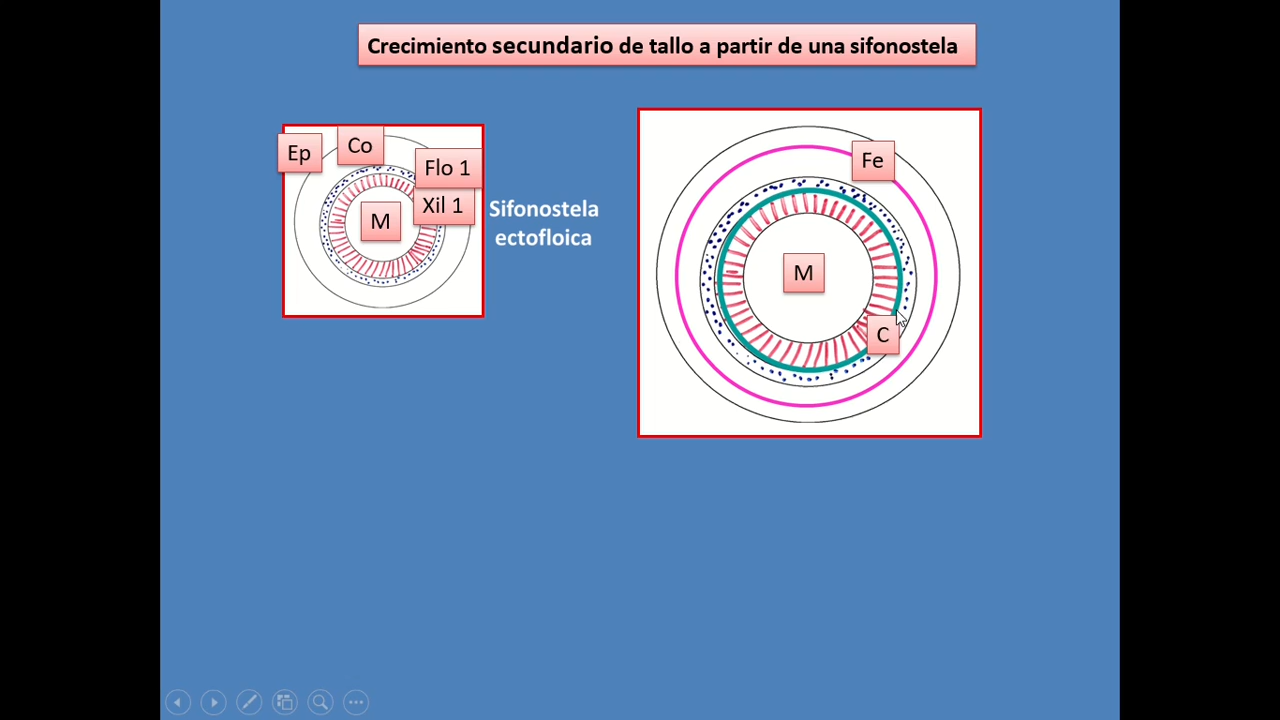 Crecimiento secundario de tallo a partir de una sifonostela
Ep
Co
Flo 1
Xil 1
M
Sifonostela
ectofloica
Fe
M
C